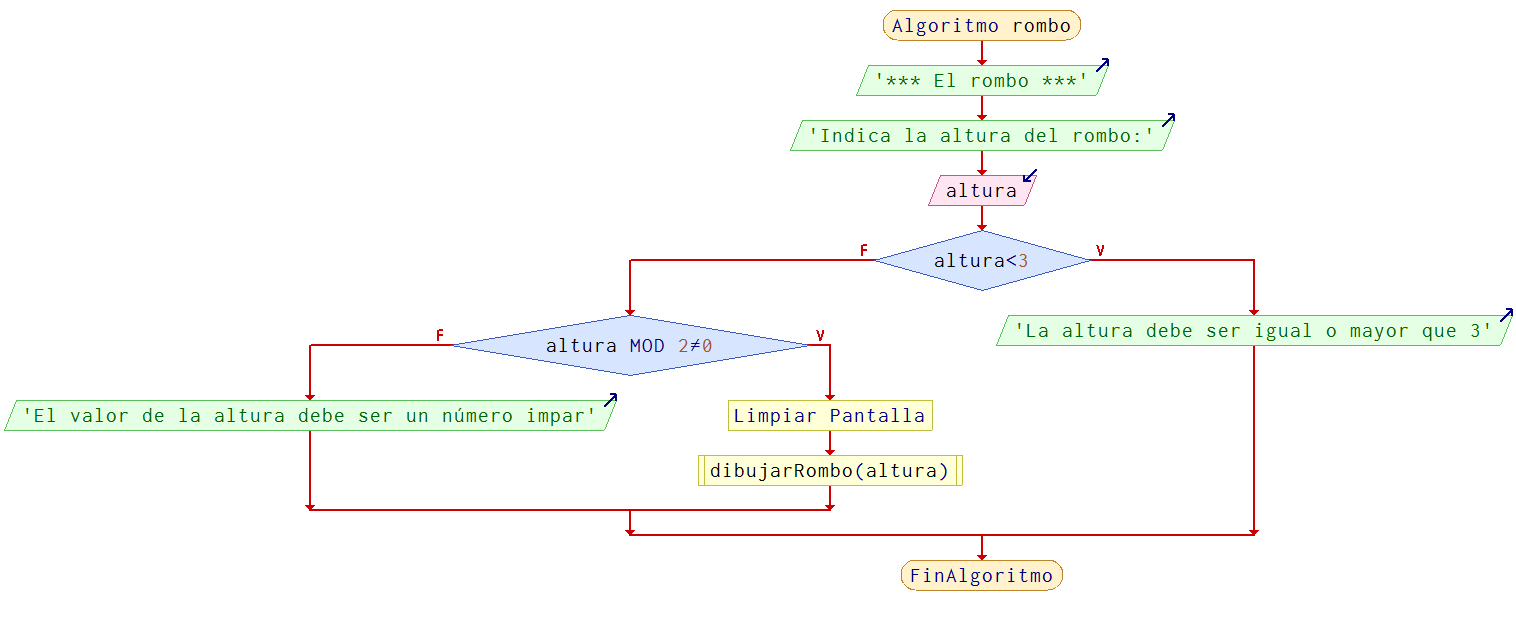 Algoritmo rombo
'*** El rombo ***'
'Indica la altura del rombo:'
altura
altura<3
F
V
altura MOD 2≠0
F
V
'La altura debe ser igual o mayor que 3'
'El valor de la altura debe ser un número impar'
Limpiar Pantalla
dibujarRombo(altura)
FinAlgoritmo